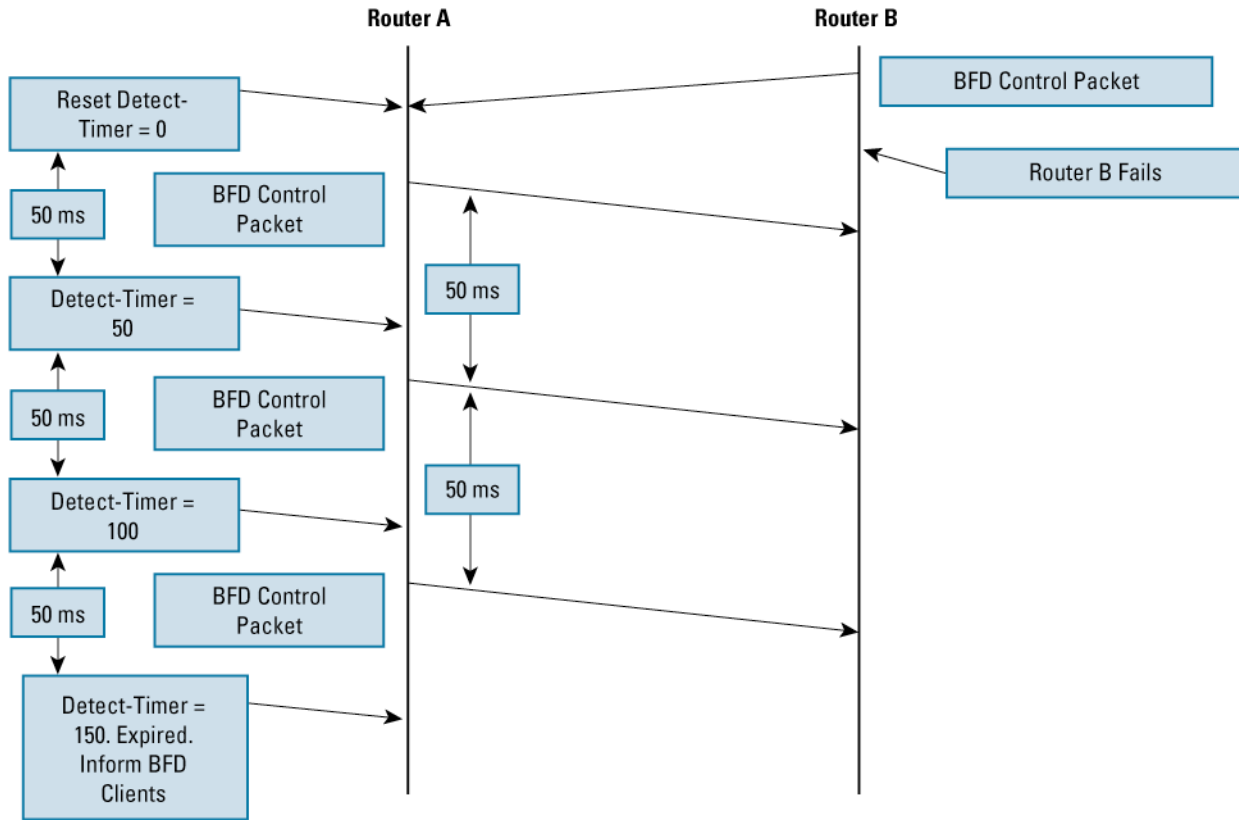 Router A
Router B
BFD Control Packet
Reset Detect-
Timer = 0
Router B Fails
50 ms
BFD Control
Packet
50 ms
Detect-Timer =
50
50 ms
BFD Control
Packet
50 ms
Detect-Timer =
100
50 ms
BFD Control
Packet
Detect-Timer =
150. Expired.
Inform BFD
Clients